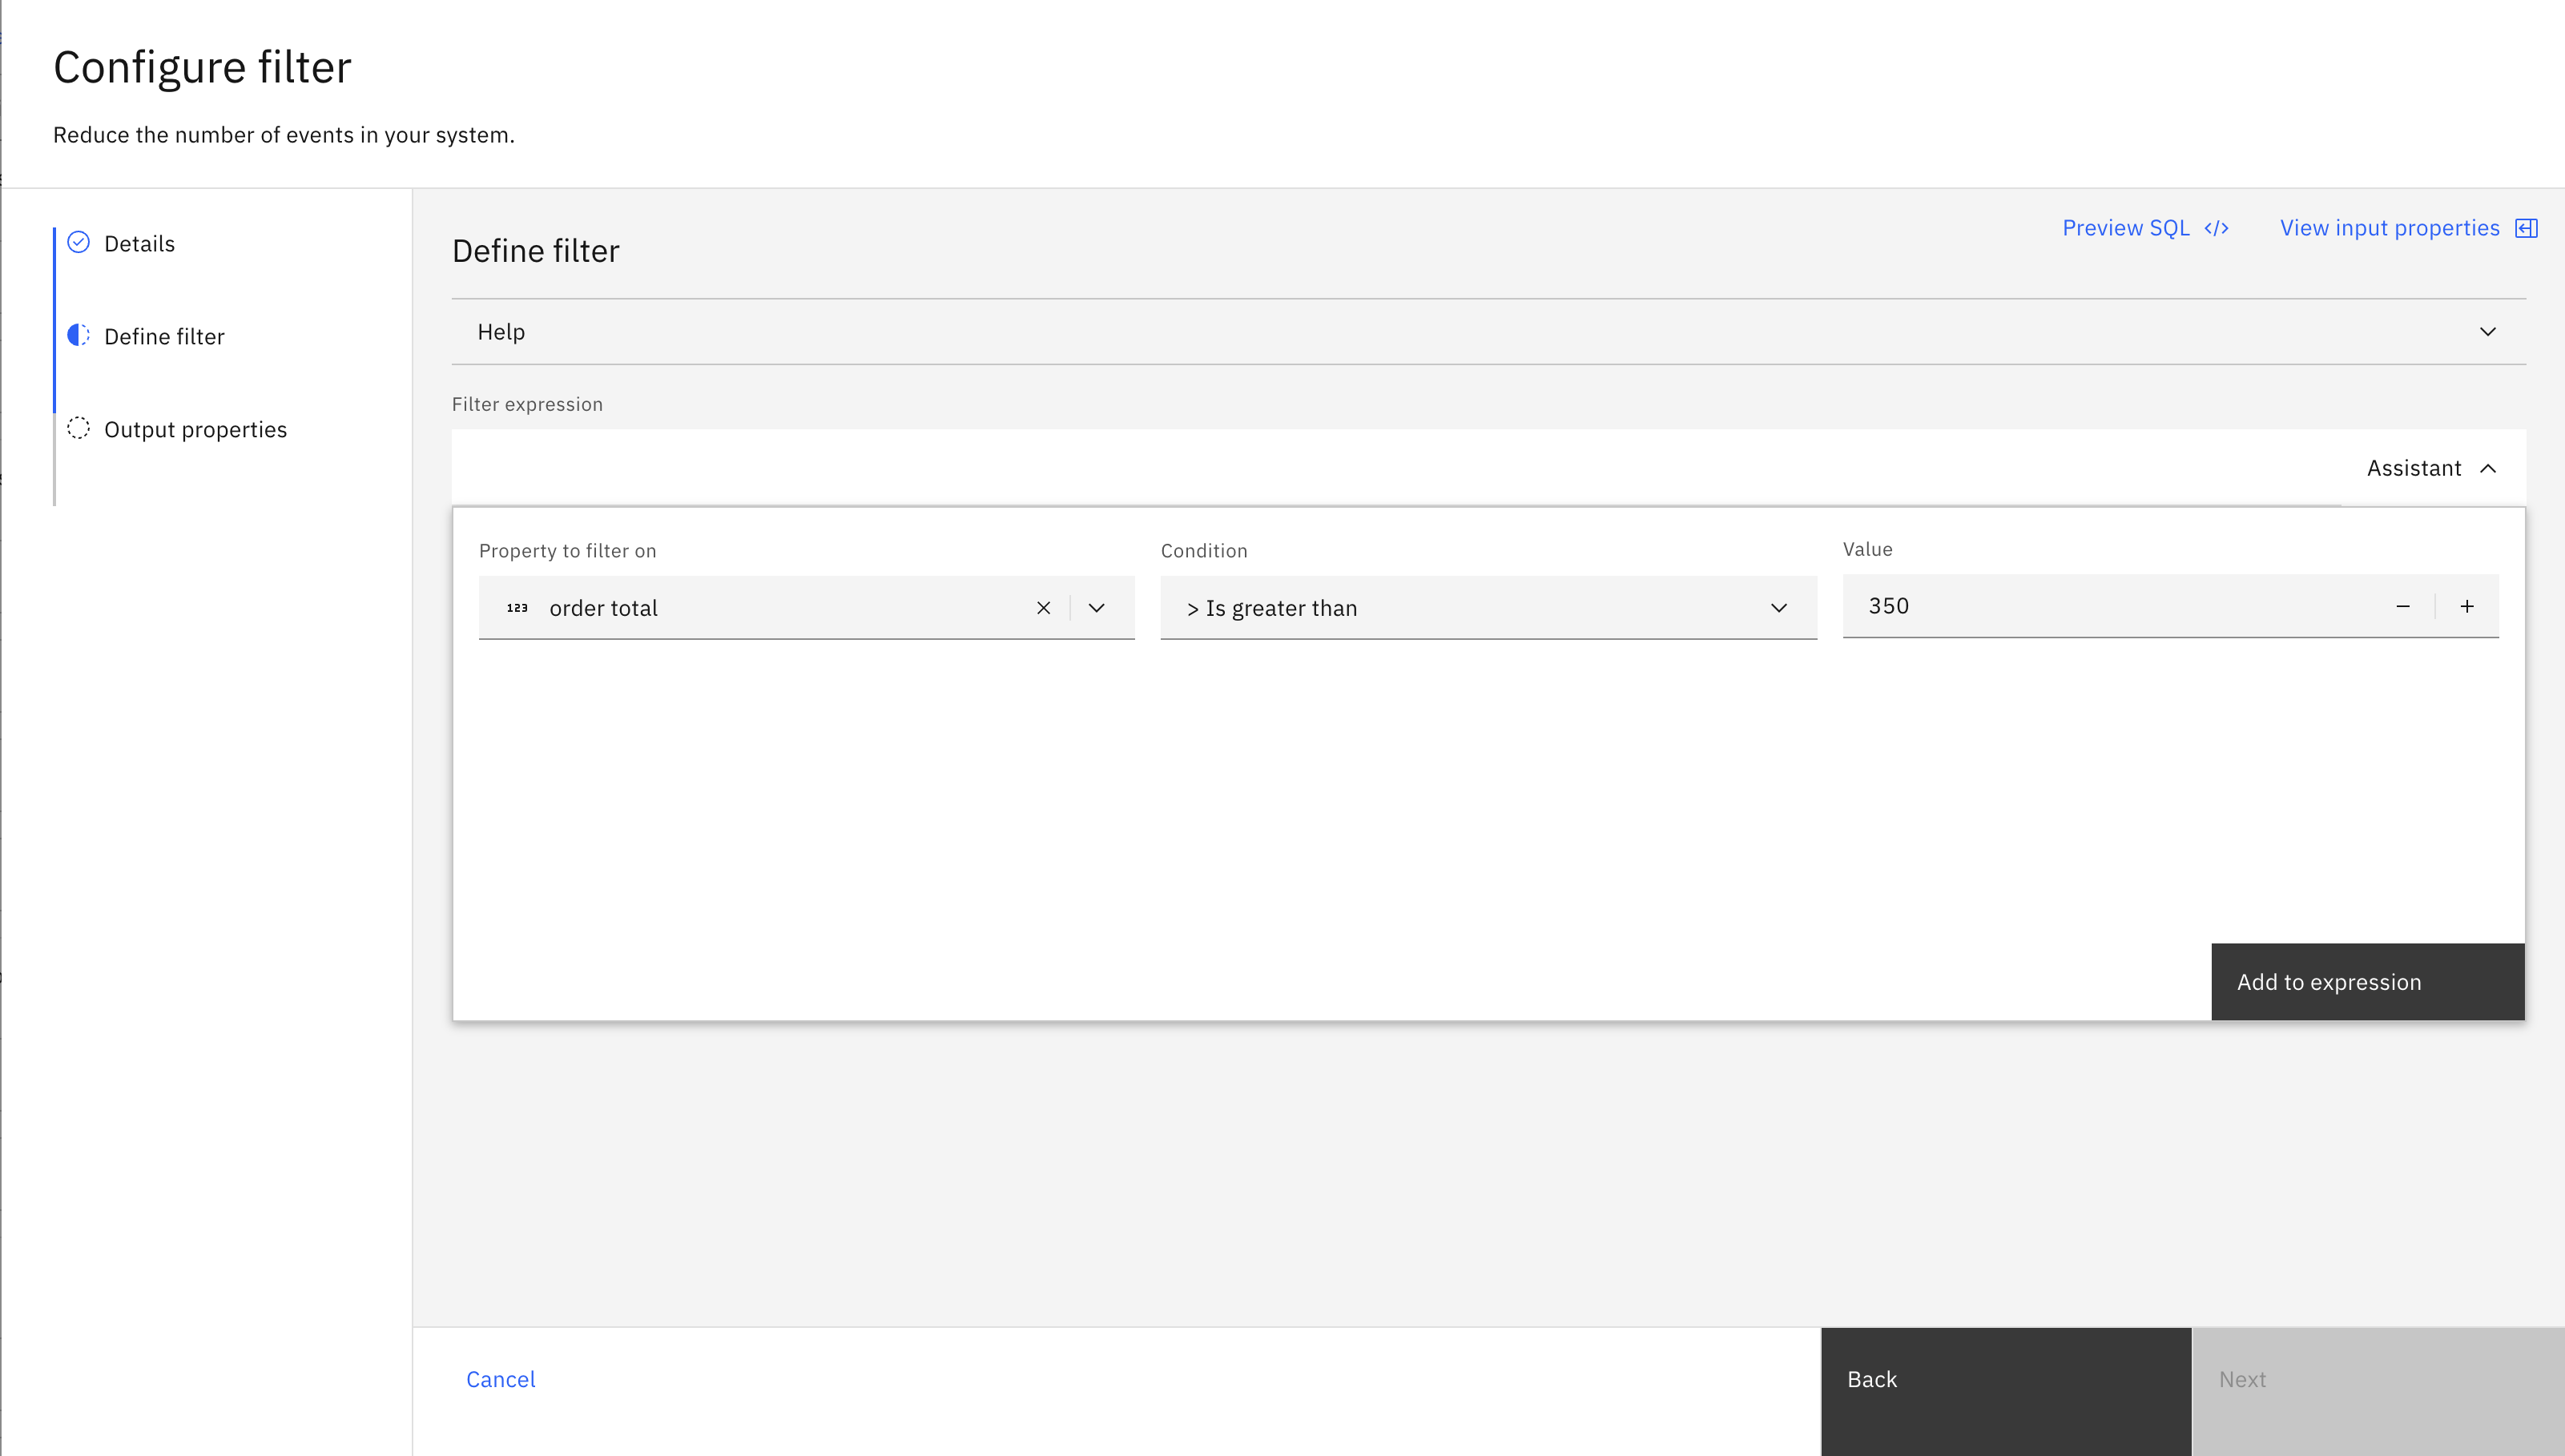 Configure filter
Reduce the number of events in your system.
Details
Define filter
Output properties
Define filter
Preview SQL </>
View input properties
Help
Filter expression
Assistant
Property to filter on
Condition
Value
123 order total
> Is greater than
350
Add to expression
Cancel
Back
Next